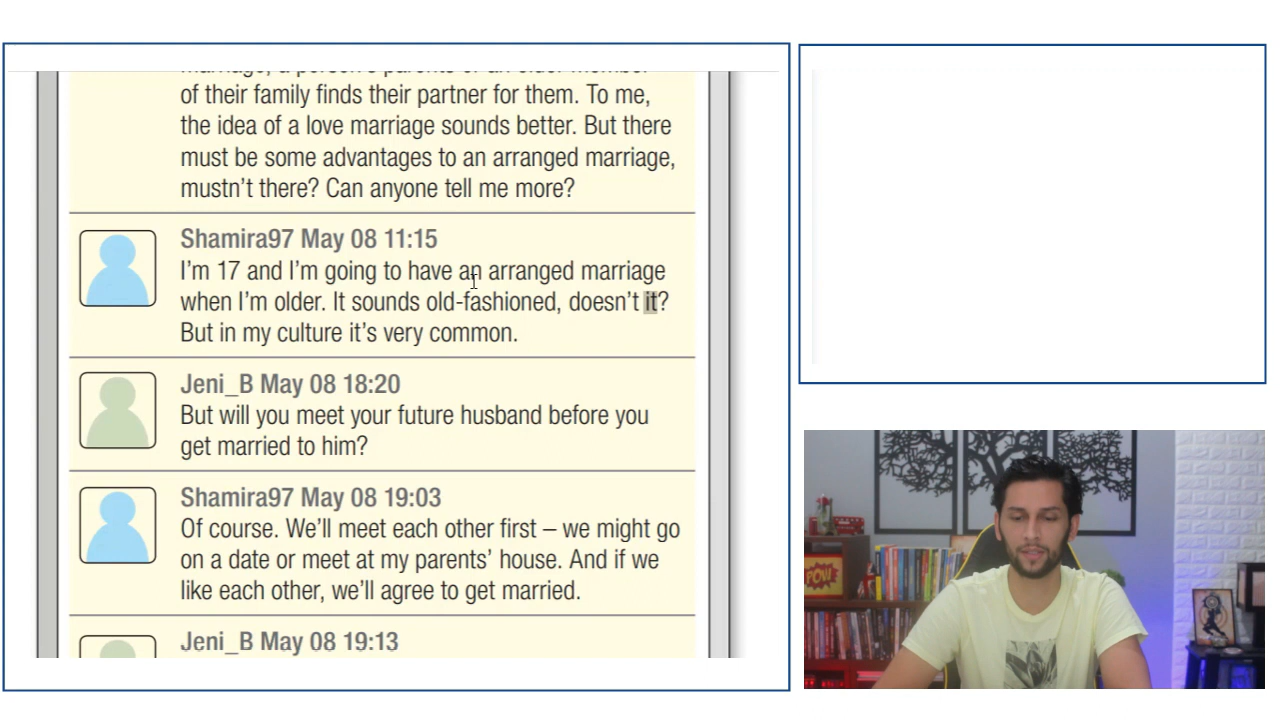 of their family finds their partner for them. To me,
the idea of a love marriage sounds better. But there
must be some advantages to an arranged marriage,
mustn't there? Can anyone tell me more?
Shamira97 May 08 11:15
I'm 17 and I'm going to have an arranged marriage
when I'm older. It sounds old-fashioned, doesn't it?
But in my culture it's very common.
Jeni_B May 08 18:20
But will you meet your future husband before you
get married to him?
Shamira97 May 08 19:03
Of course. We'll meet each other first – we might go
on a date or meet at my parents' house. And if we
like each other, we'll agree to get married.
Jeni_B May 08 19:13
POW